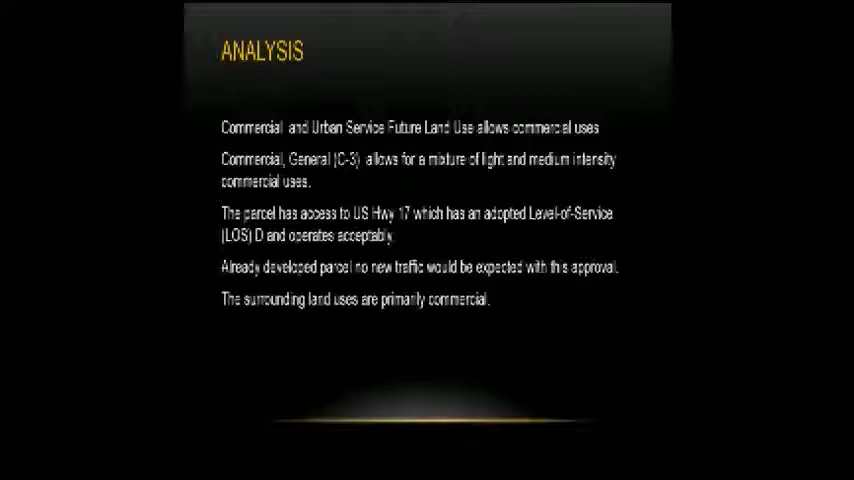 ANALYSIS
Commercial and Urban Service Future Land Use allows commercial uses
Commercial, General (C-3) allows for a mixture of light and medium intensity
commercial uses.
The parcel has access to US Hwy 17 which has an adopted Level-of-Service
(LOS) D and operates acceptably.
Already developed parcel no new traffic would be expected with this approval.
The surrounding land uses are primarily commercial.